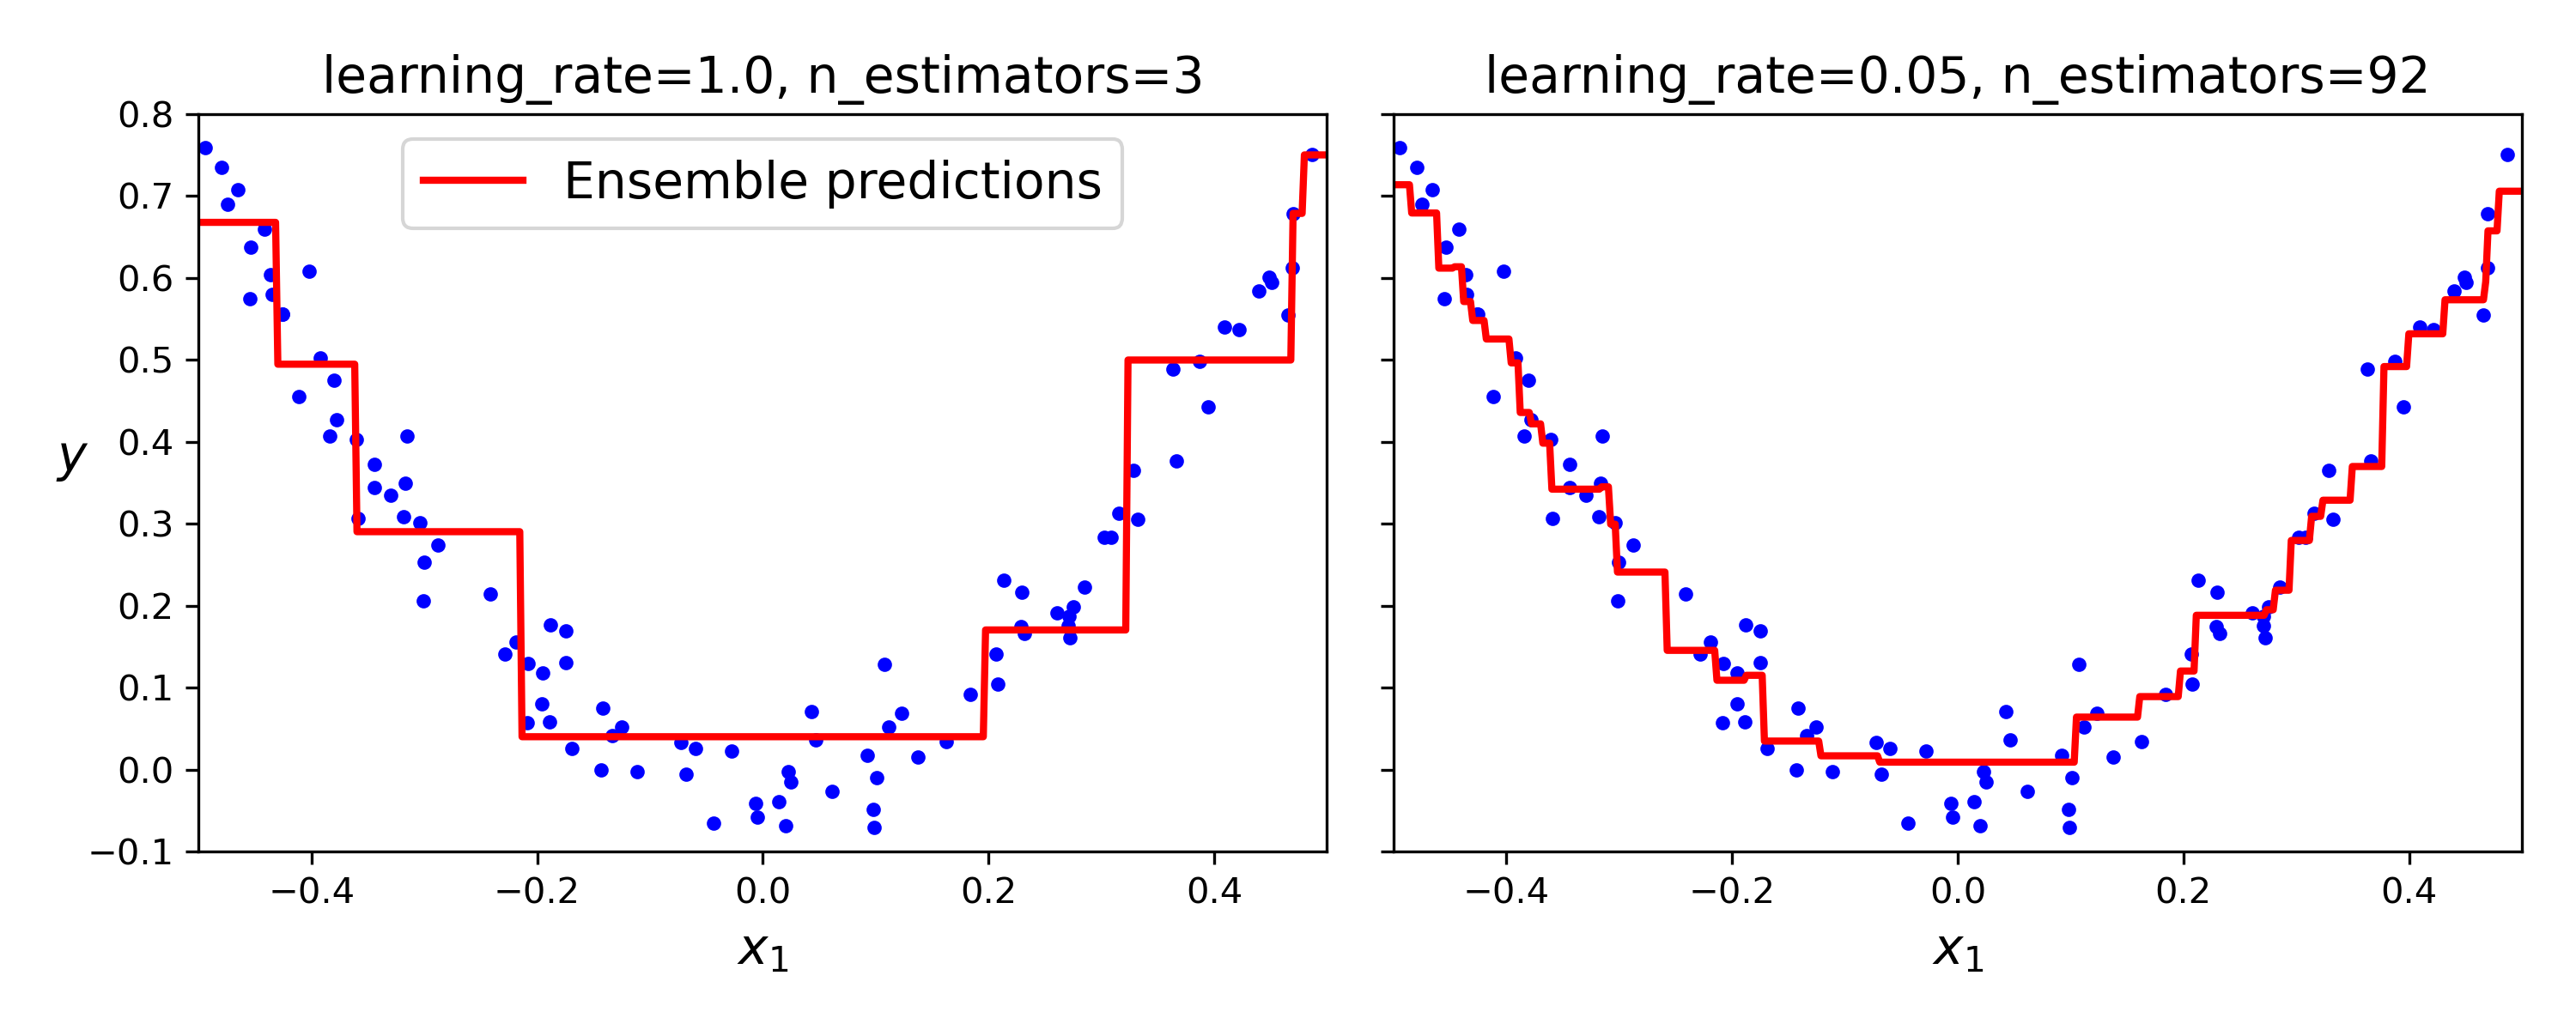 learning_rate=1.0, n_estimators=3
learning_rate=0.05, n_estimators=92
Ensemble predictions
y
0.8
0.7
0.6
0.5
0.4
0.3
0.2
0.1
0.0
−0.1
−0.4 −0.2 0.0 0.2 0.4
−0.4 −0.2 0.0 0.2 0.4
x₁
x₁